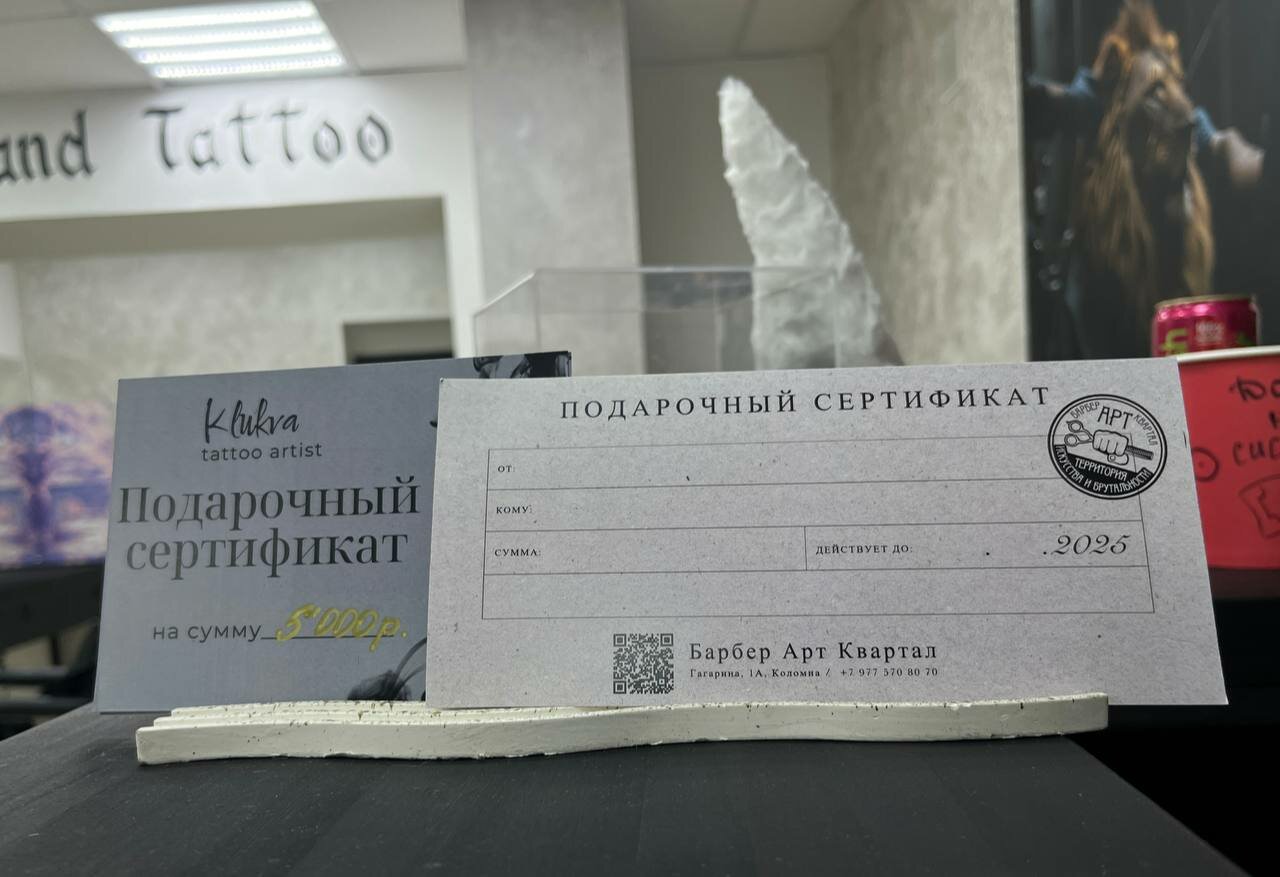 and Tattoo
Klukva
tattoo artist
Подарочный
сертификат
на сумму 5'000р.
ПОДАРОЧНЫЙ СЕРТИФИКАТ
БАРБЕР АРТ КВАРТАЛ
ТЕРРИТОРИЯ
ИСКУССТВА И БРУТАЛЬНОСТИ
ОТ:
КОМУ:
СУММА:
ДЕЙСТВУЕТ ДО: . .2025
Барбер Арт Квартал
Гагарина, 1А, Коломна / +7 977 570 80 70